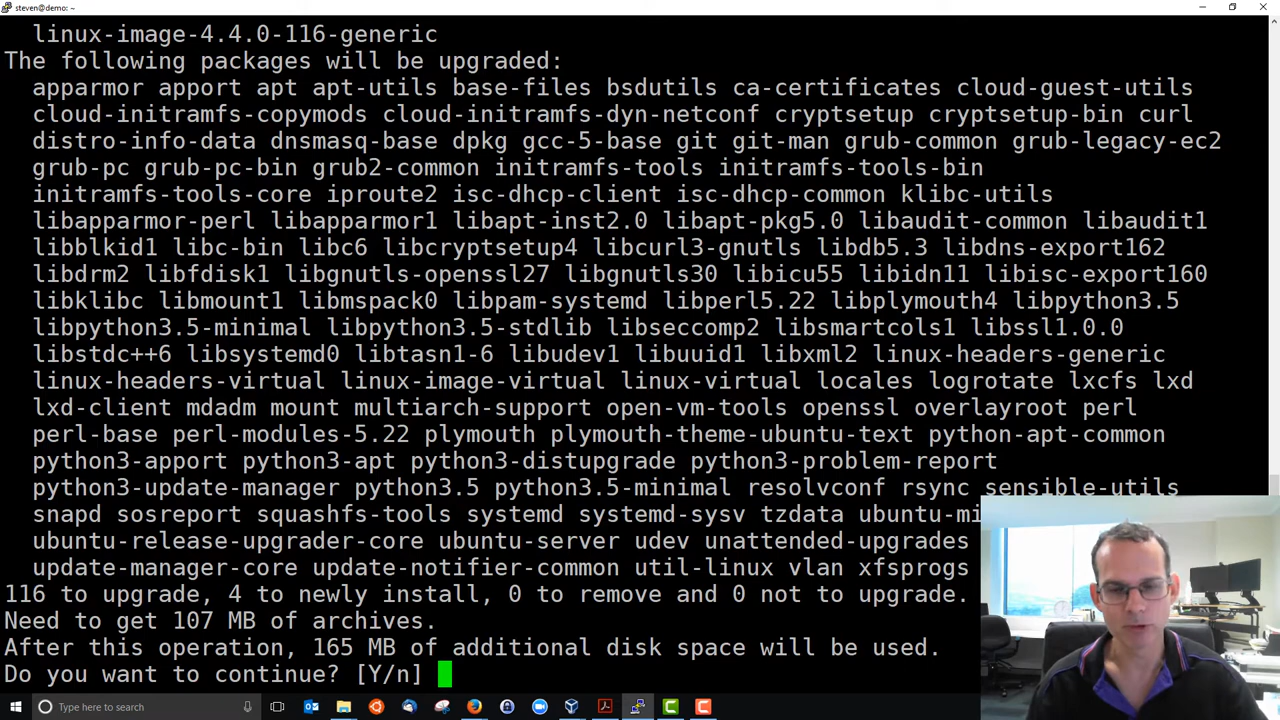 steven@demo: ~
linux-image-4.4.0-116-generic
The following packages will be upgraded:
apparmor apport apt apt-utils base-files bsdutils ca-certificates cloud-guest-utils
cloud-initramfs-copymods cloud-initramfs-dyn-netconf cryptsetup cryptsetup-bin curl
distro-info-data dnsmasq-base dpkg gcc-5-base git git-man grub-common grub-legacy-ec2
grub-pc grub-pc-bin grub2-common initramfs-tools initramfs-tools-bin
initramfs-tools-core iproute2 isc-dhcp-client isc-dhcp-common klibc-utils
libapparmor-perl libapparmor1 libapt-inst2.0 libapt-pkg5.0 libaudit-common libaudit1
libblkid1 libc-bin libc6 libcryptsetup4 libcurl3-gnutls libdb5.3 libdns-export162
libdrm2 libfdisk1 libgnutls-openssl27 libgnutls30 libicu55 libidn11 libisc-export160
libklibc libmount1 libmspack0 libpam-systemd libperl5.22 libplymouth4 libpython3.5
libpython3.5-minimal libpython3.5-stdlib libseccomp2 libsmartcols1 libssl1.0.0
libstdc++6 libsystemd0 libtasn1-6 libudev1 libuuid1 libxml2 linux-headers-generic
linux-headers-virtual linux-image-virtual linux-virtual locales logrotate lxcfs lxd
lxd-client mdadm mount multiarch-support open-vm-tools openssl overlayroot perl
perl-base perl-modules-5.22 plymouth plymouth-theme-ubuntu-text python-apt-common
python3-apport python3-apt python3-distupgrade python3-problem-report
python3-update-manager python3.5 python3.5-minimal resolvconf rsync sensible-utils
snapd sosreport squashfs-tools systemd systemd-sysv tzdata ubuntu-mi
ubuntu-release-upgrader-core ubuntu-server udev unattended-upgrades
update-manager-core update-notifier-common util-linux vlan xfsprogs
116 to upgrade, 4 to newly install, 0 to remove and 0 not to upgrade.
Need to get 107 MB of archives.
After this operation, 165 MB of additional disk space will be used.
Do you want to continue? [Y/n]
Type here to search